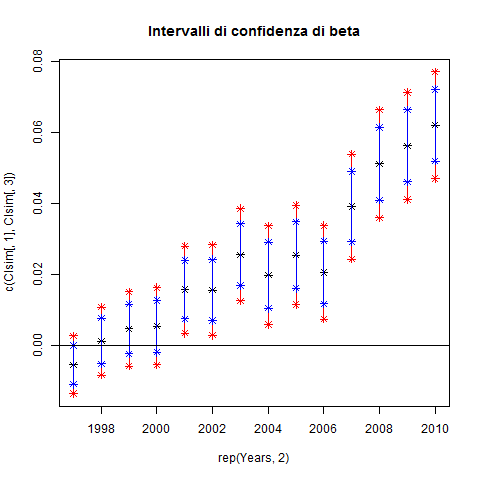 Intervalli di confidenza di beta
c(CIsim[, 1], CIsim[, 3])
0.08
0.06
0.04
0.02
0.00
1998 2000 2002 2004 2006 2008 2010
rep(Years, 2)